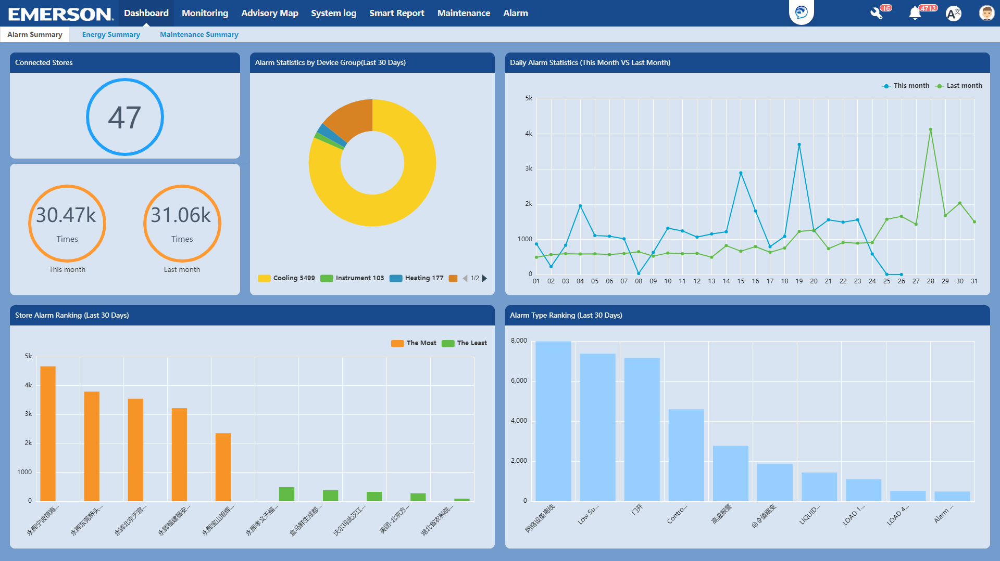 EMERSON. Dashboard Monitoring Advisory Map System log Smart Report Maintenance Alarm 16 4712 A文
Alarm Summary Energy Summary Maintenance Summary
Connected Stores
47
30.47k
Times
This month
31.06k
Times
Last month
Alarm Statistics by Device Group(Last 30 Days)
Cooling 5499 Instrument 103 Heating 177 1/2
Daily Alarm Statistics (This Month VS Last Month)
This month Last month
5k
4k
3k
2k
1000
0
01 02 03 04 05 06 07 08 09 10 11 12 13 14 15 16 17 18 19 20 21 22 23 24 25 26 27 28 29 30 31
Store Alarm Ranking (Last 30 Days)
The Most The Least
5k
4k
3k
2k
1000
0
永辉宁波镇海...
永辉东莞桥头...
永辉北京天宫...
永辉福建福安...
永辉宝山旭辉...
永辉孝义天福...
盒马鲜生成都...
沃尔玛武汉江...
美团-北京方...
湖北省农科院...
Alarm Type Ranking (Last 30 Days)
8,000
6,000
4,000
2,000
0
网络设备离线
Low Su...
门开
Contro...
高温报警
命令值跳变
LIQUID...
LOAD 1...
LOAD 4...
Alarm ...